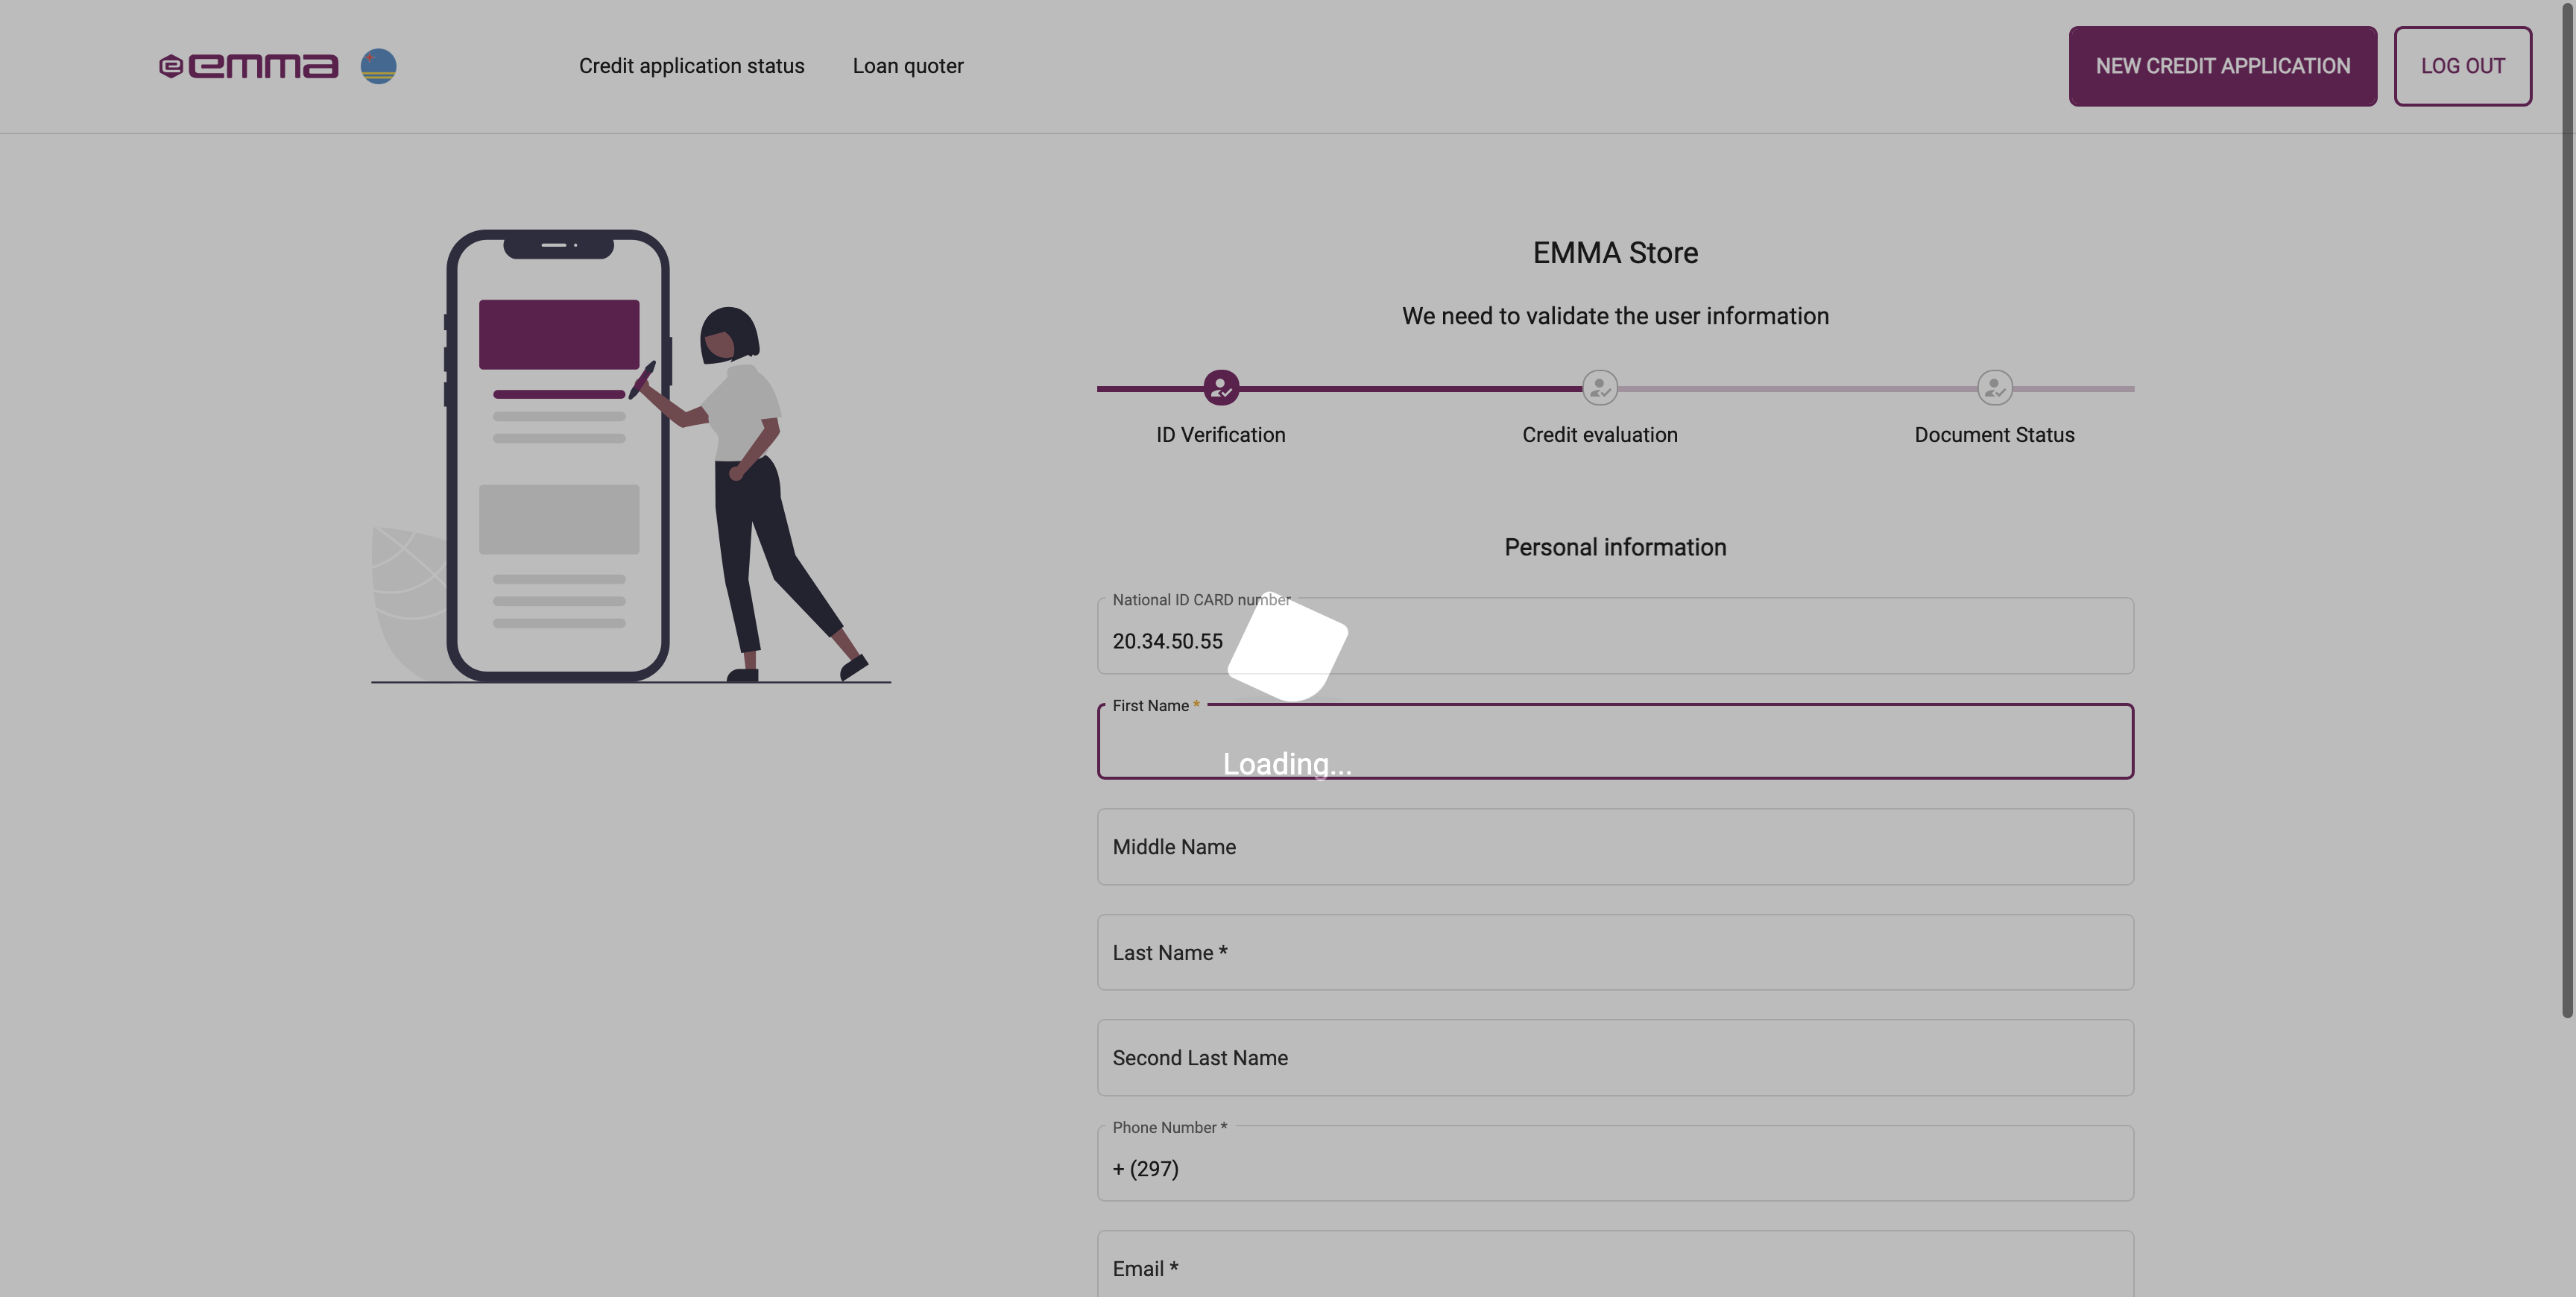 emma
Credit application status
Loan quoter
NEW CREDIT APPLICATION
LOG OUT
EMMA Store
We need to validate the user information
ID Verification
Credit evaluation
Document Status
Personal information
National ID CARD number
20.34.50.55
First Name *
Loading...
Middle Name
Last Name *
Second Last Name
Phone Number *
+ (297)
Email *